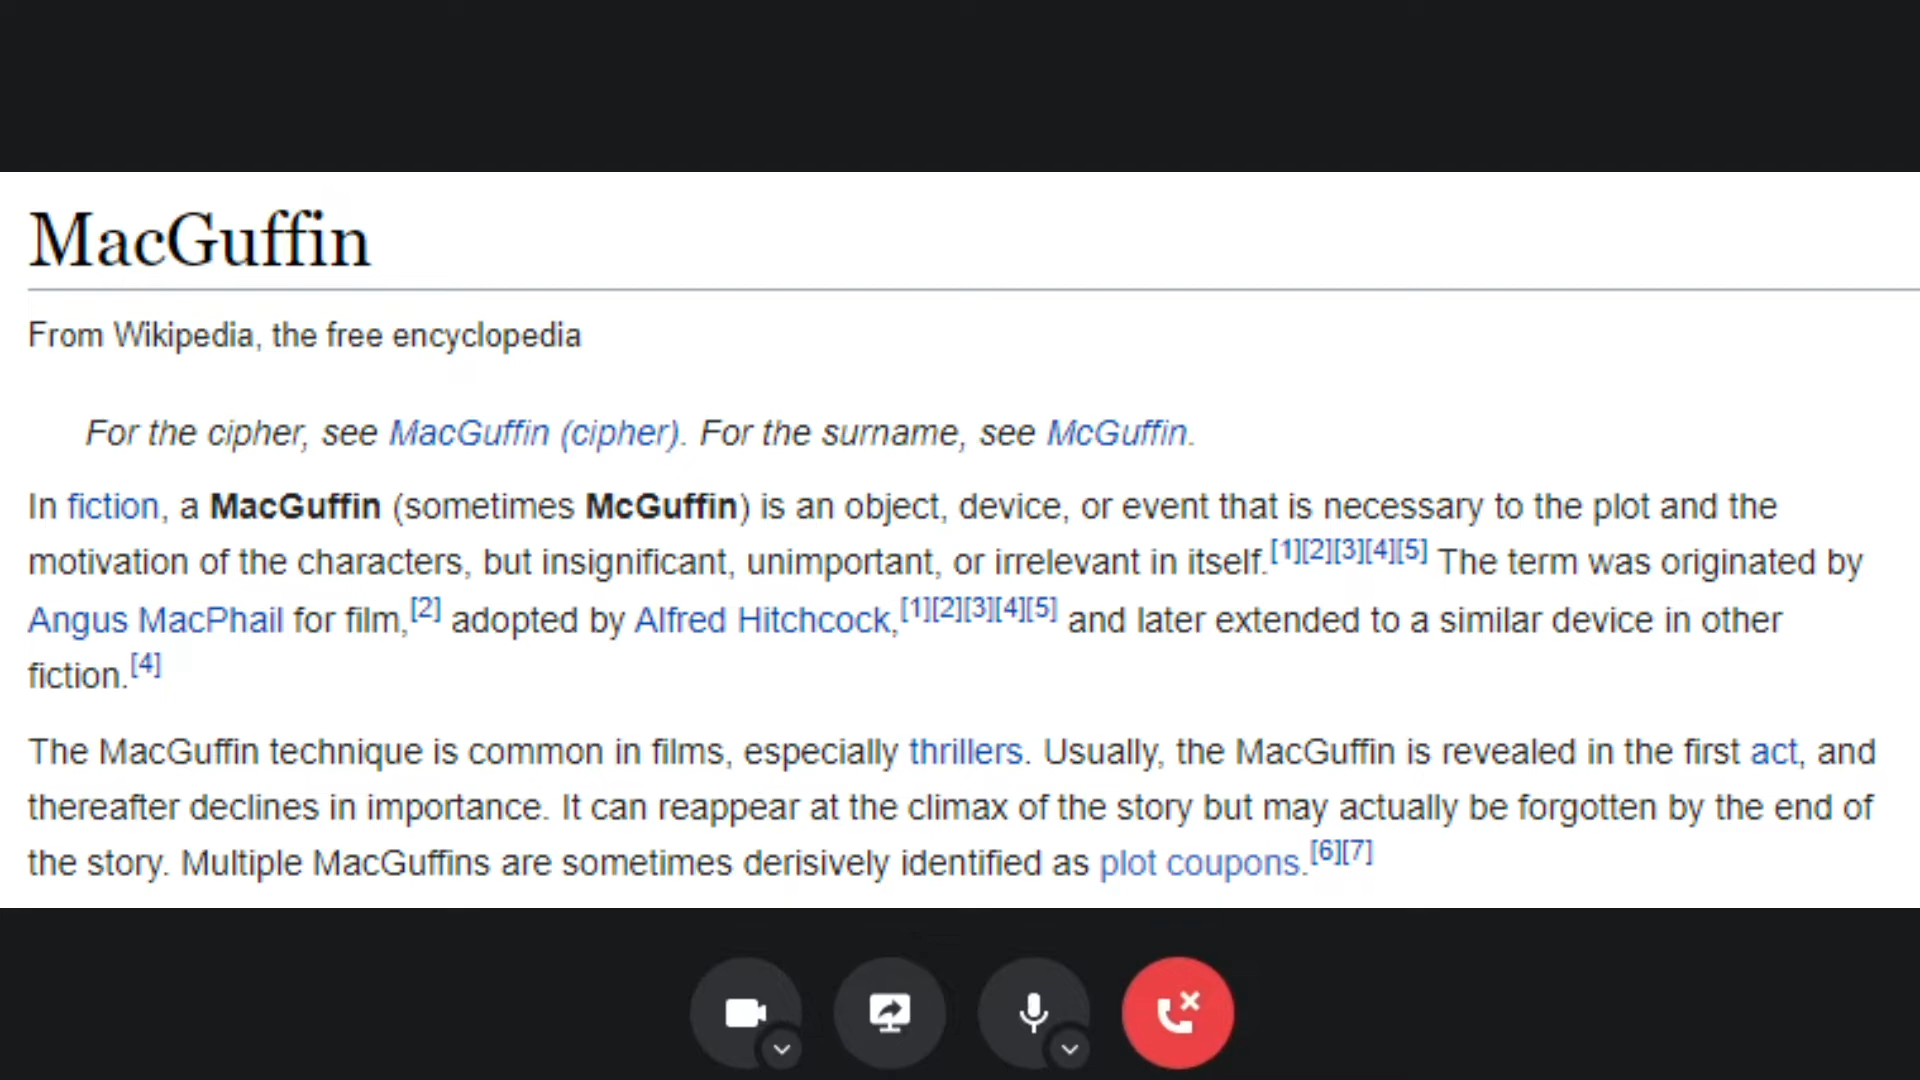 MacGuffin
From Wikipedia, the free encyclopedia
For the cipher, see MacGuffin (cipher). For the surname, see McGuffin.
In fiction, a MacGuffin (sometimes McGuffin) is an object, device, or event that is necessary to the plot and the
motivation of the characters, but insignificant, unimportant, or irrelevant in itself.[1][2][3][4][5] The term was originated by
Angus MacPhail for film,[2] adopted by Alfred Hitchcock,[1][2][3][4][5] and later extended to a similar device in other
fiction.[4]
The MacGuffin technique is common in films, especially thrillers. Usually, the MacGuffin is revealed in the first act, and
thereafter declines in importance. It can reappear at the climax of the story but may actually be forgotten by the end of
the story. Multiple MacGuffins are sometimes derisively identified as plot coupons.[6][7]